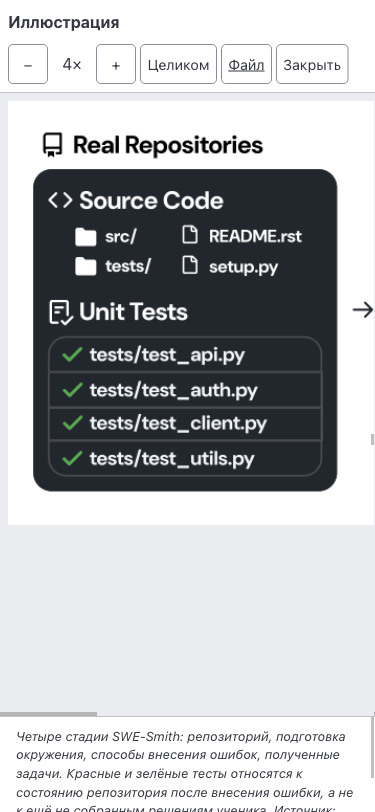 Иллюстрация
− 4× + Целиком Файл Закрыть
Real Repositories
<> Source Code
src/ README.rst
tests/ setup.py
Unit Tests
tests/test_api.py
tests/test_auth.py
tests/test_client.py
tests/test_utils.py
Четыре стадии SWE-Smith: репозиторий, подготовка
окружения, способы внесения ошибок, полученные
задачи. Красные и зелёные тесты относятся к
состоянию репозитория после внесения ошибки, а не
к ещё не собранным решениям ученика. Источник: